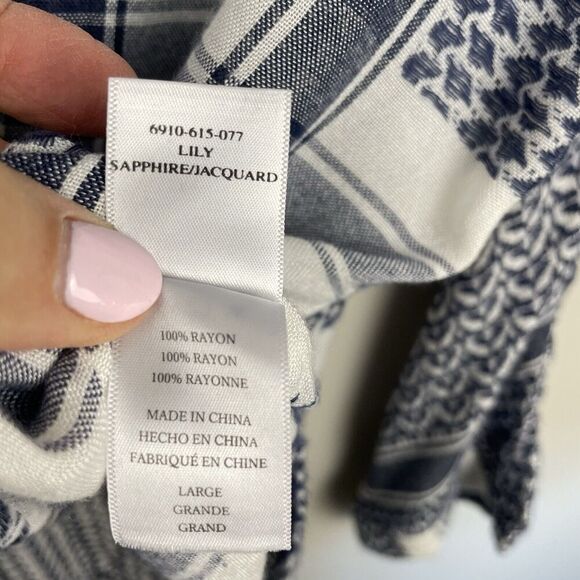 6910-615-077
LILY
SAPPHIRE/JACQUARD
100% RAYON
100% RAYON
100% RAYONNE
MADE IN CHINA
HECHO EN CHINA
FABRIQUÉ EN CHINE
LARGE
GRANDE
GRAND